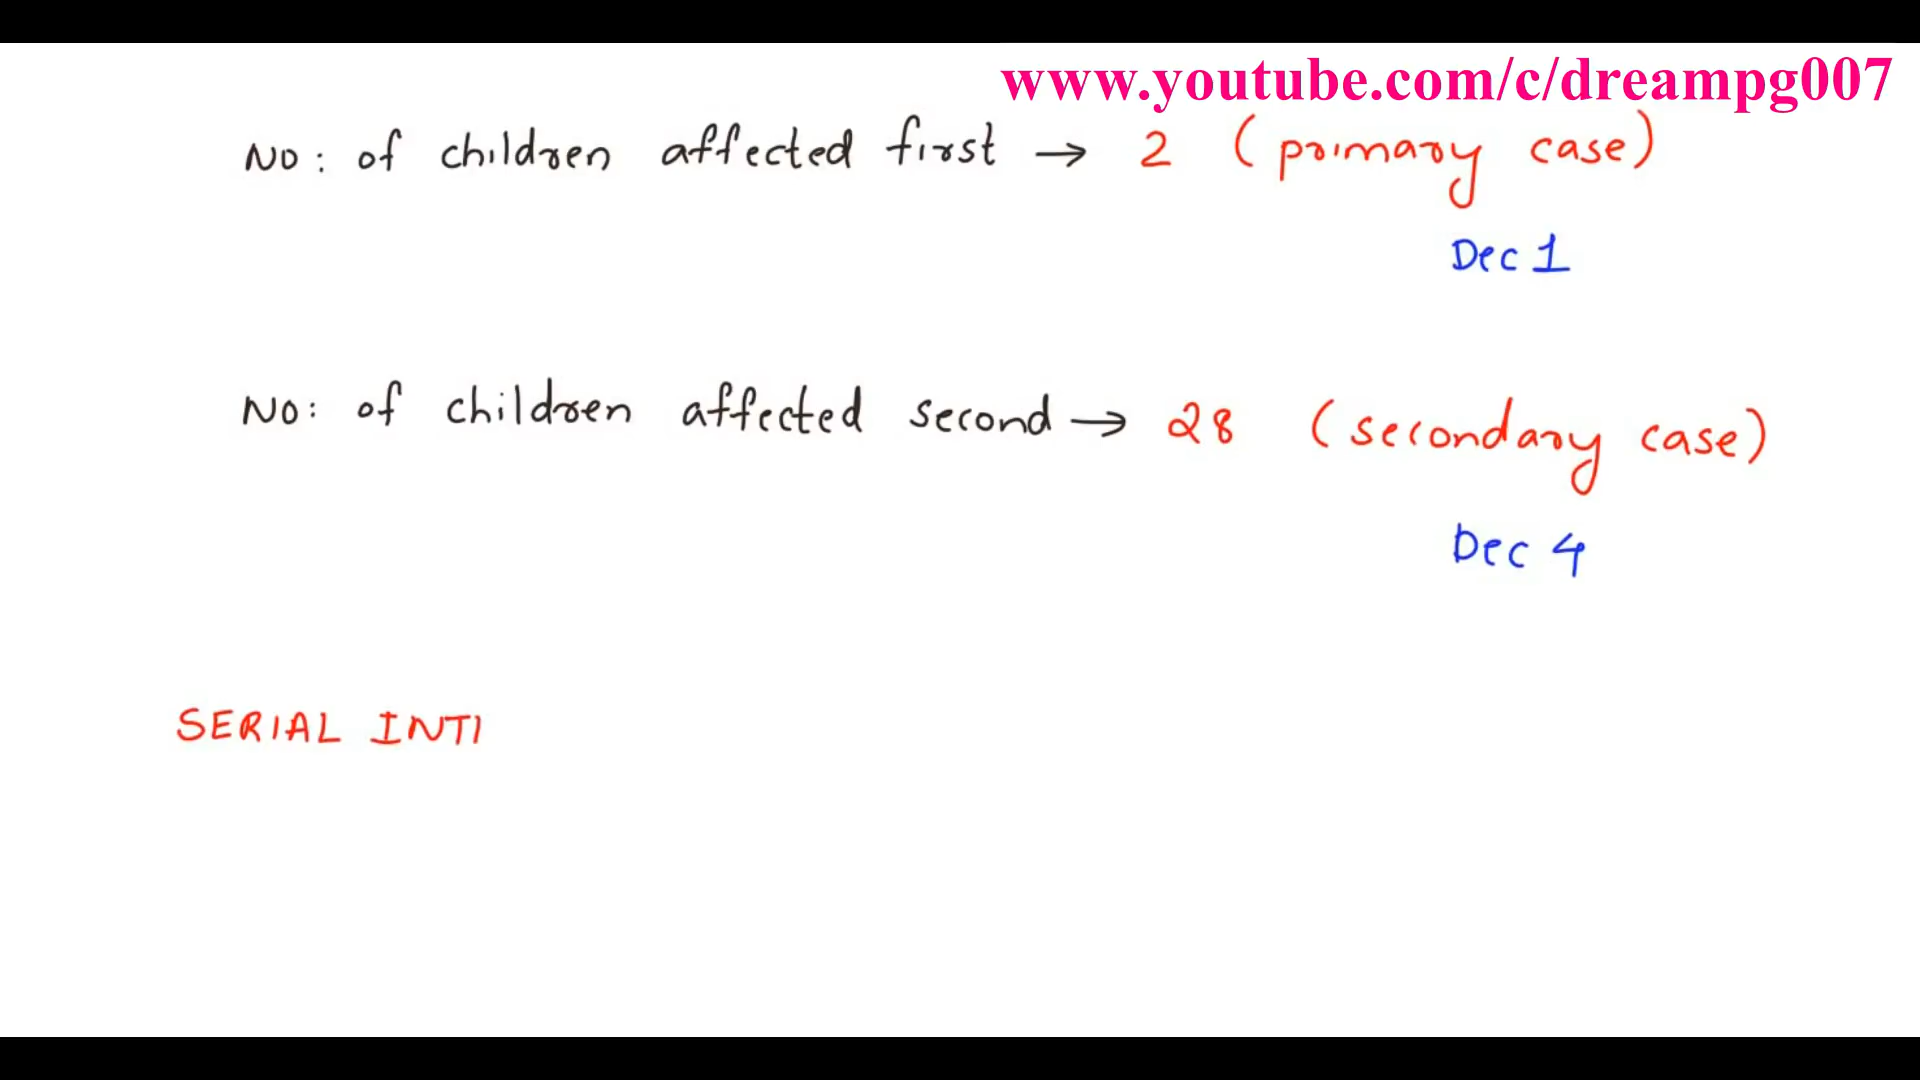 www.youtube.com/c/dreampg007
No: of children affected first → 2 (primary case)
Dec 1
No: of children affected second → 28 (secondary case)
Dec 4
SERIAL INTI